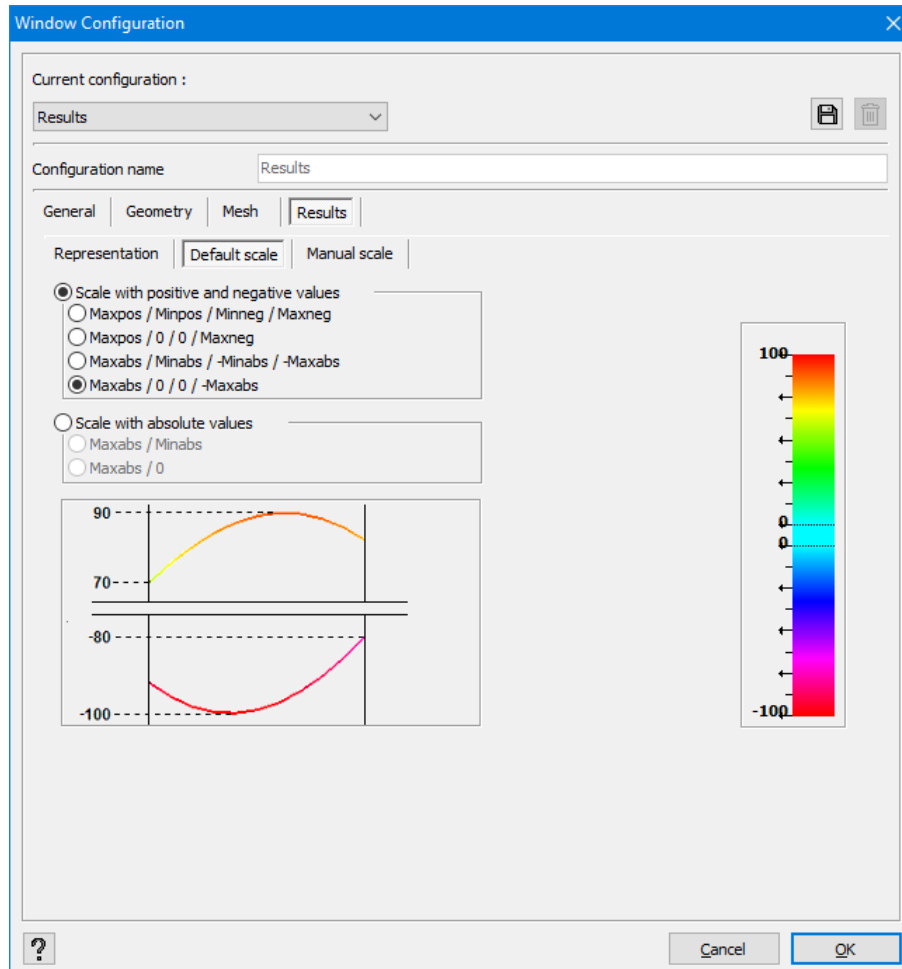 Window Configuration
Current configuration :
Results
Configuration name Results
General Geometry Mesh Results
Representation Default scale Manual scale
Scale with positive and negative values
Maxpos / Minpos / Minneg / Maxneg
Maxpos / 0 / 0 / Maxneg
Maxabs / Minabs / -Minabs / -Maxabs
Maxabs / 0 / 0 / -Maxabs
Scale with absolute values
Maxabs / Minabs
Maxabs / 0
90
70
-80
-100
100
0
0
-100
?
Cancel OK